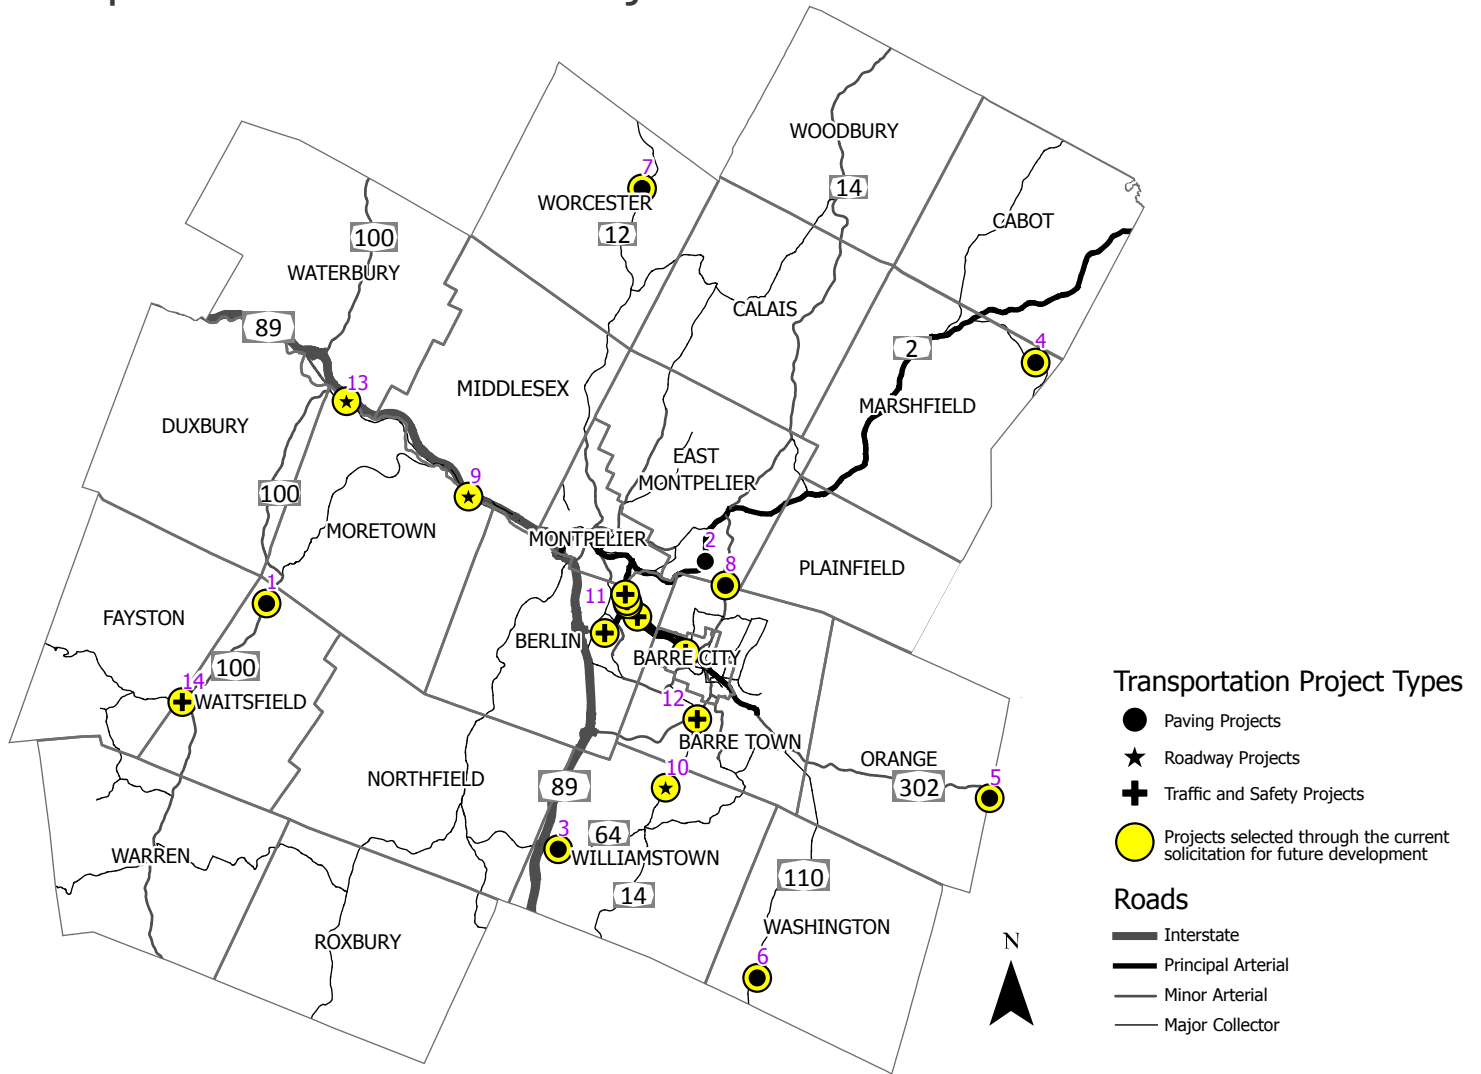 WOODBURY
7
14
WORCESTER
CABOT
12
100
WATERBURY
CALAIS
89
2
4
13
MIDDLESEX
MARSHFIELD
DUXBURY
EAST
MONTPELIER
9
100
MORETOWN
MONTPELIER
2
8
PLAINFIELD
1
11
FAYSTON
BERLIN
BARRE CITY
100
14
WAITSFIELD
12
BARRE TOWN
ORANGE
302
5
NORTHFIELD
10
89
3
64
WILLIAMSTOWN
WARREN
14
110
WASHINGTON
ROXBURY
6
Transportation Project Types
Paving Projects
Roadway Projects
Traffic and Safety Projects
Projects selected through the current
solicitation for future development
Roads
Interstate
Principal Arterial
Minor Arterial
Major Collector
N